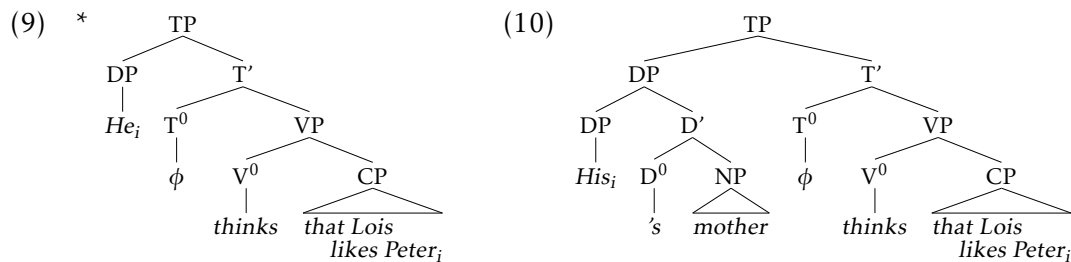 (9) * TP (10) TP
DP T' DP T'
He_i T^0 VP DP D' T^0 VP
ϕ V^0 CP His_i D^0 NP ϕ V^0 CP
thinks that Lois 's mother thinks that Lois
likes Peter_i likes Peter_i